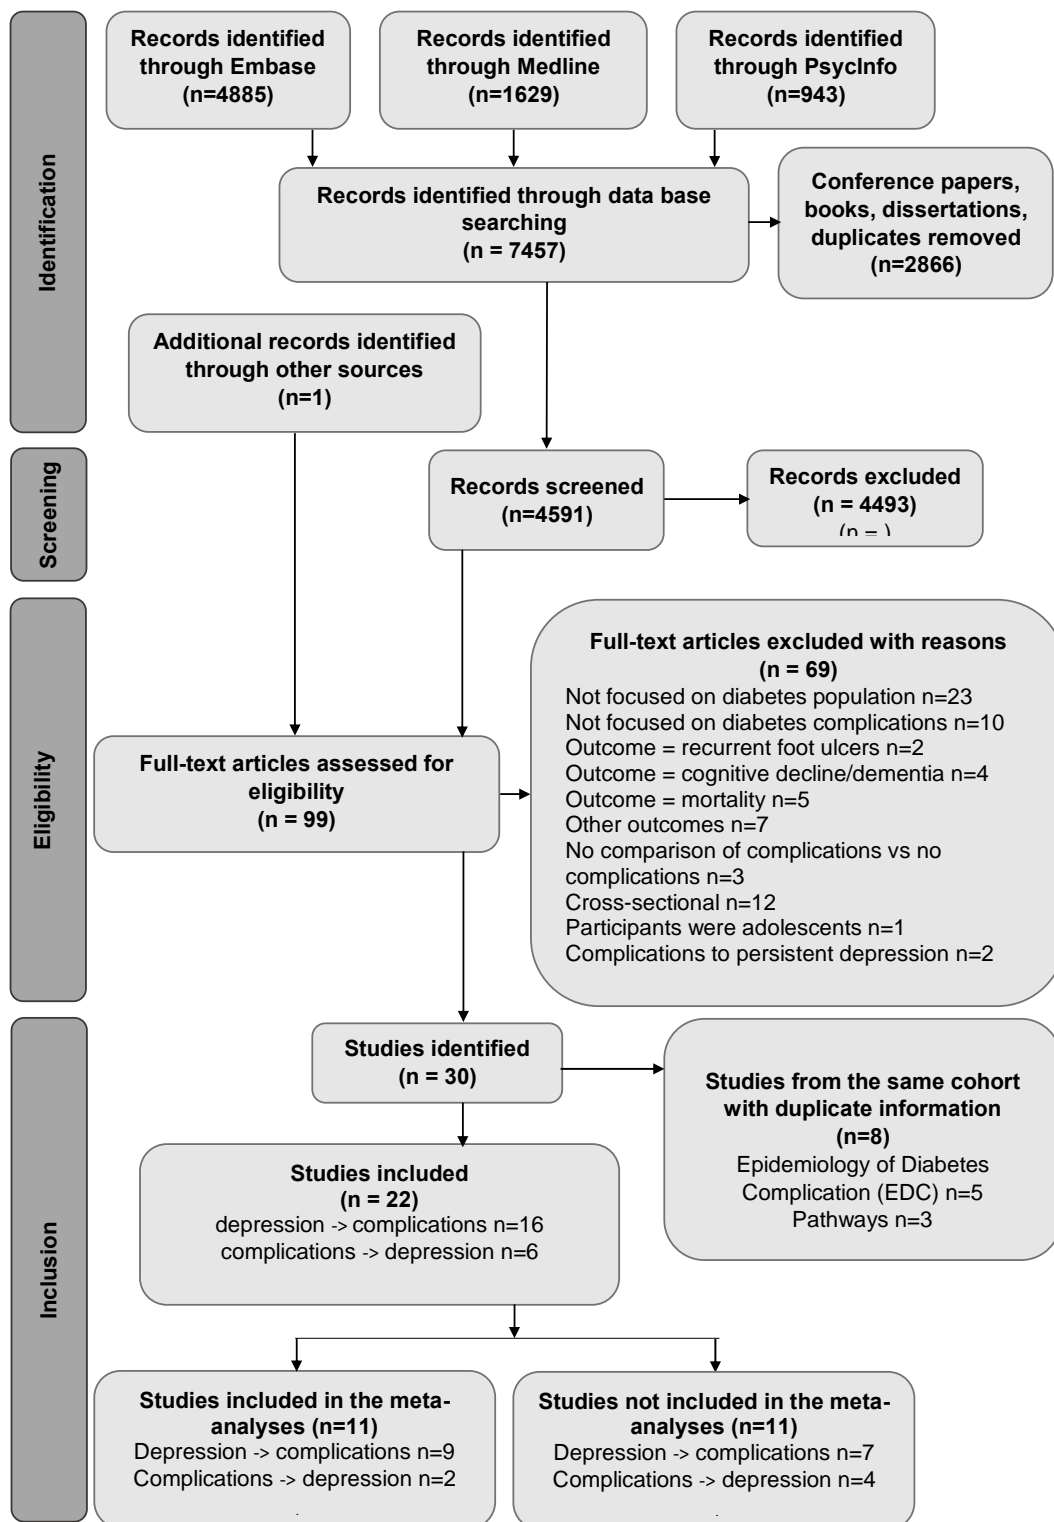 Identification
Records identified
through Embase
(n=4885)
Records identified
through Medline
(n=1629)
Records identified
through PsycInfo
(n=943)
Records identified through data base
searching
(n = 7457)
Conference papers,
books, dissertations,
duplicates removed
(n=2866)
Additional records identified
through other sources
(n=1)
Screening
Records screened
(n=4591)
Records excluded
(n = 4493)
(n = )
Eligibility
Full-text articles assessed for
eligibility
(n = 99)
Full-text articles excluded with reasons
(n = 69)
Not focused on diabetes population n=23
Not focused on diabetes complications n=10
Outcome = recurrent foot ulcers n=2
Outcome = cognitive decline/dementia n=4
Outcome = mortality n=5
Other outcomes n=7
No comparison of complications vs no
complications n=3
Cross-sectional n=12
Participants were adolescents n=1
Complications to persistent depression n=2
Inclusion
Studies identified
(n = 30)
Studies from the same cohort
with duplicate information
(n=8)
Epidemiology of Diabetes
Complication (EDC) n=5
Pathways n=3
Studies included
(n = 22)
depression -> complications n=16
complications -> depression n=6
Studies included in the meta-
analyses (n=11)
Depression -> complications n=9
Complications -> depression n=2
.
Studies not included in the meta-
analyses (n=11)
Depression -> complications n=7
Complications -> depression n=4
.